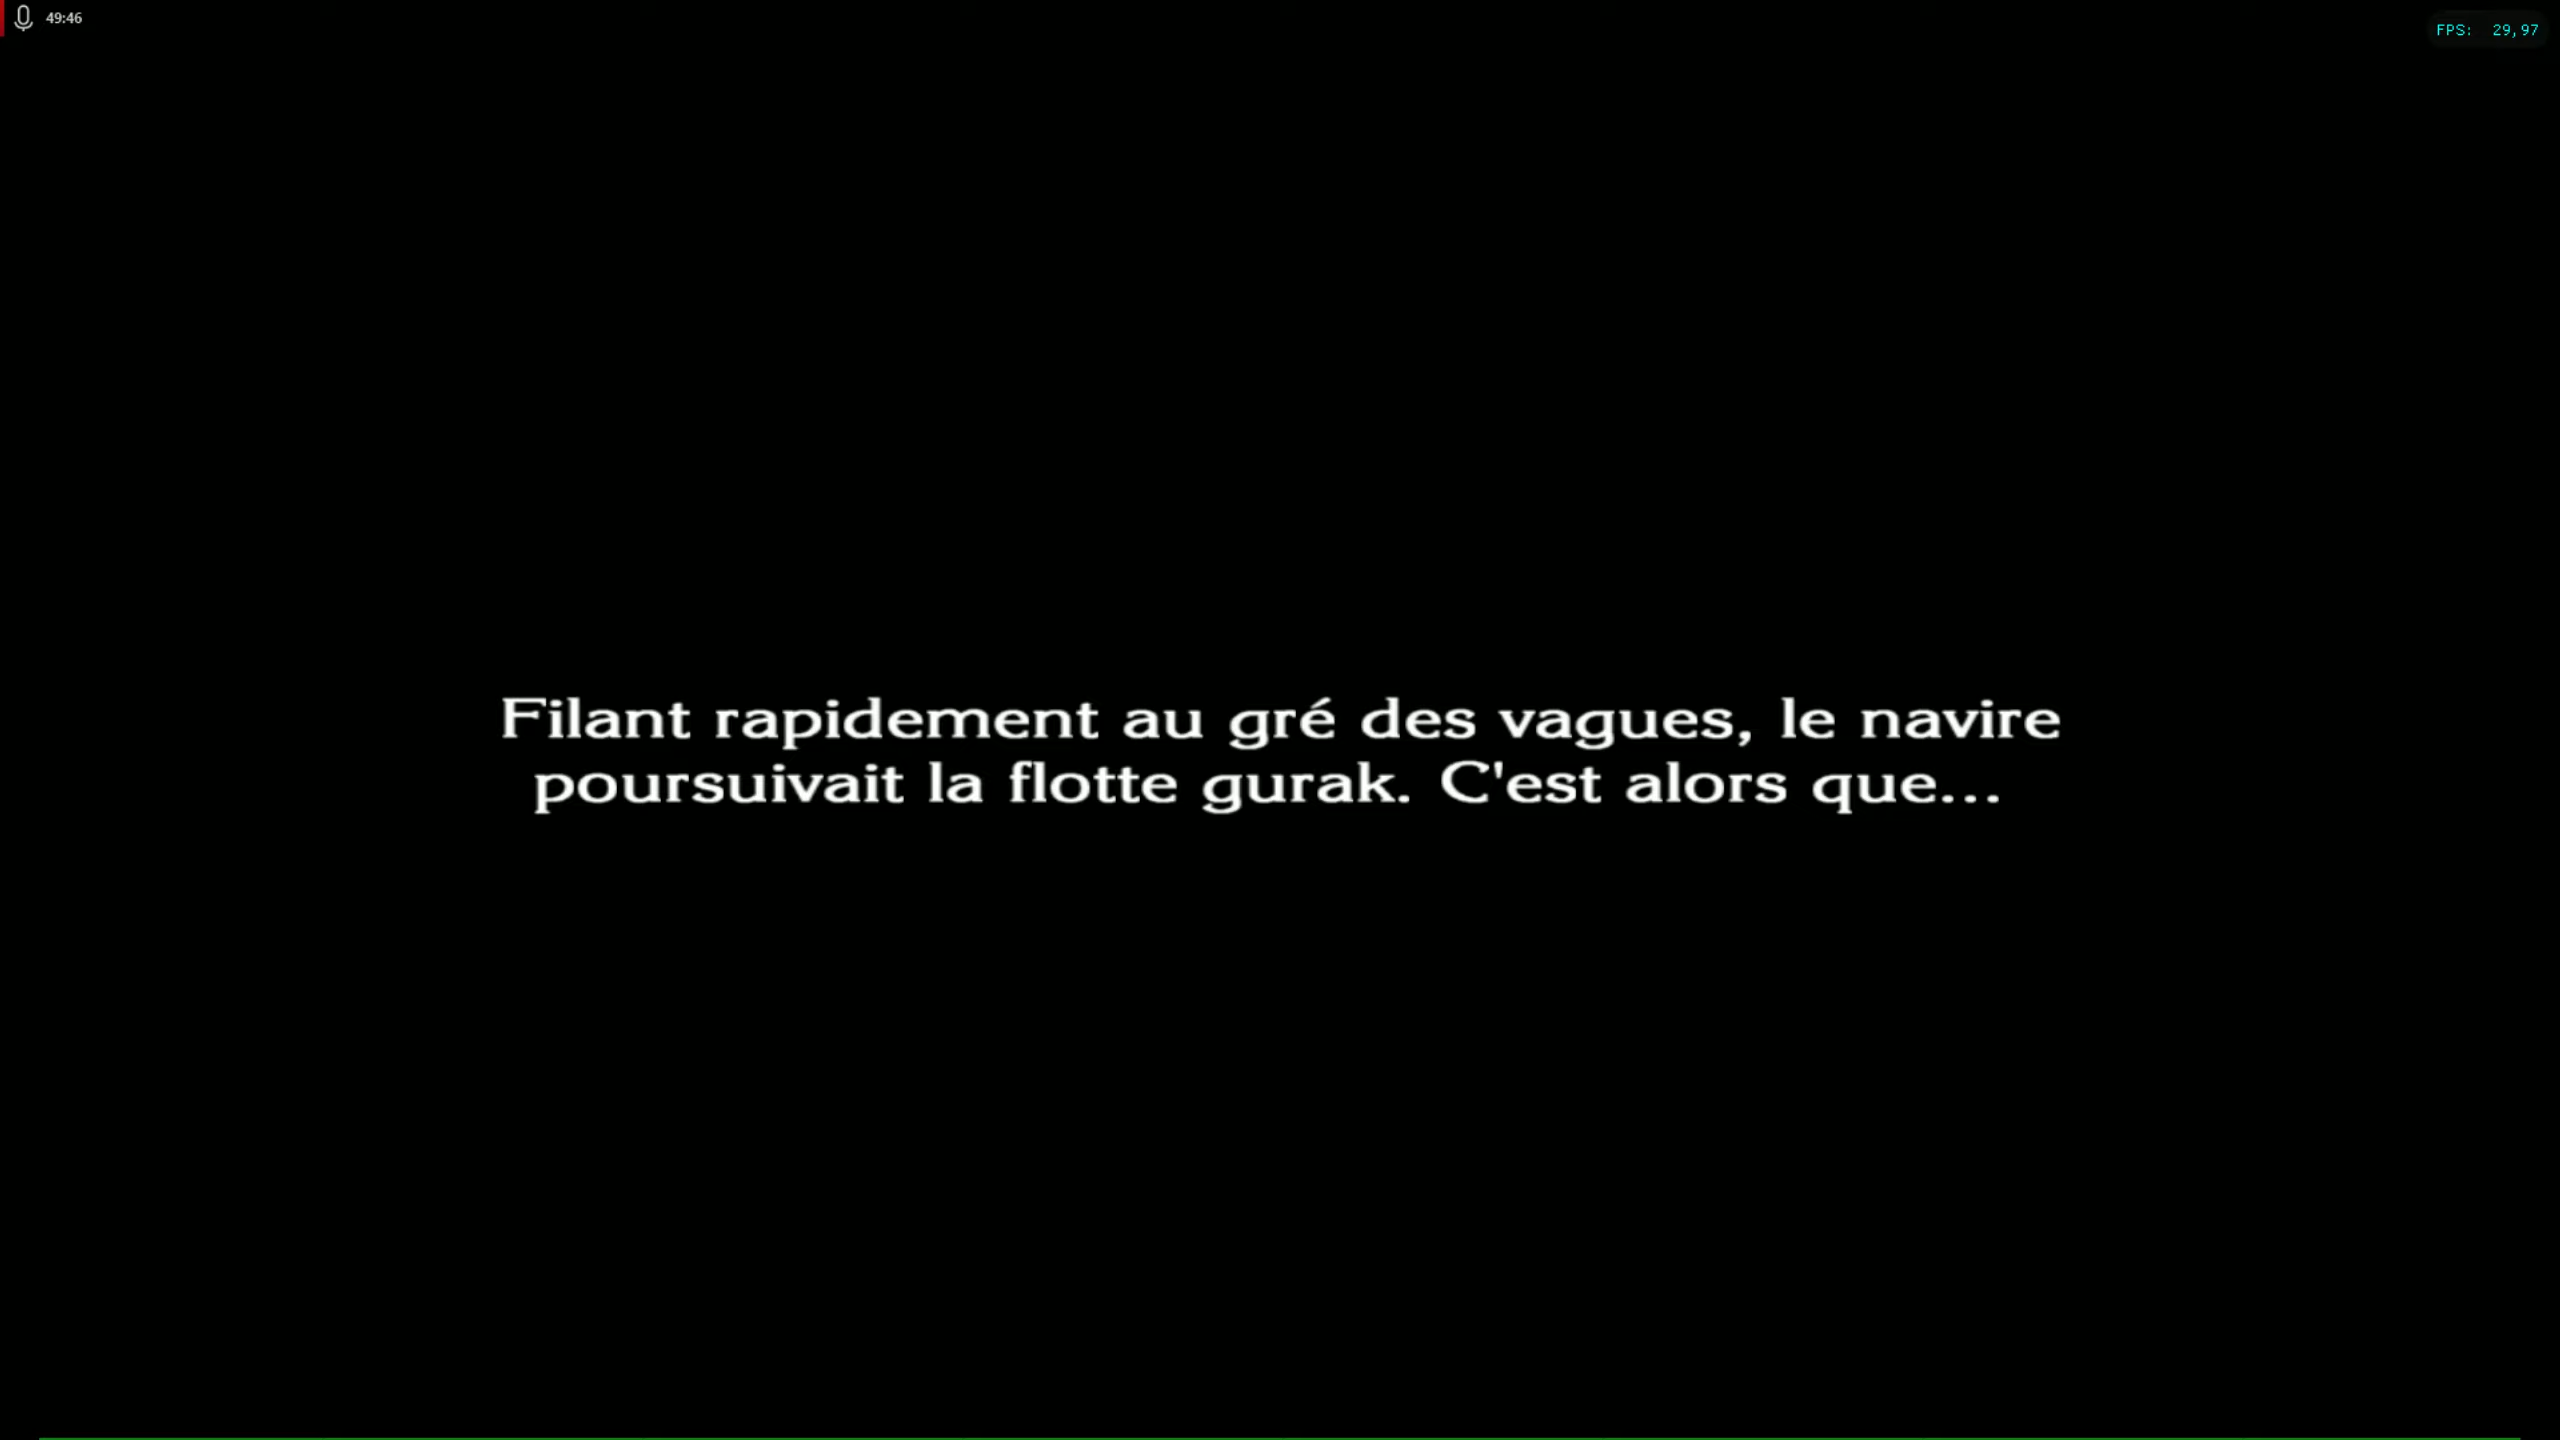 49:46
FPS: 29,97
Filant rapidement au gré des vagues, le navire
poursuivait la flotte gurak. C'est alors que...